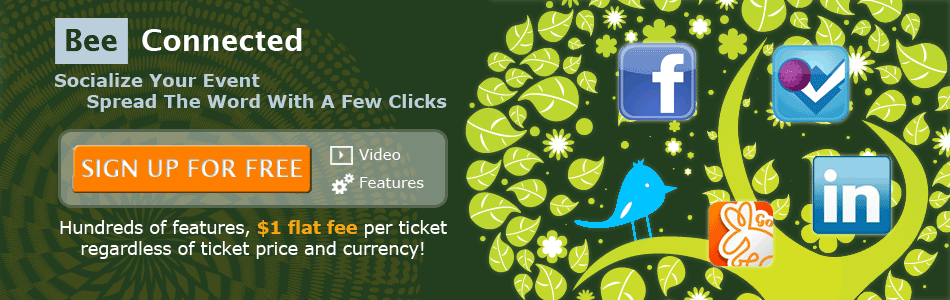 Bee Connected
Socialize Your Event
Spread The Word With A Few Clicks
SIGN UP FOR FREE
Video
Features
Hundreds of features, $1 flat fee per ticket
regardless of ticket price and currency!
f
in
Go